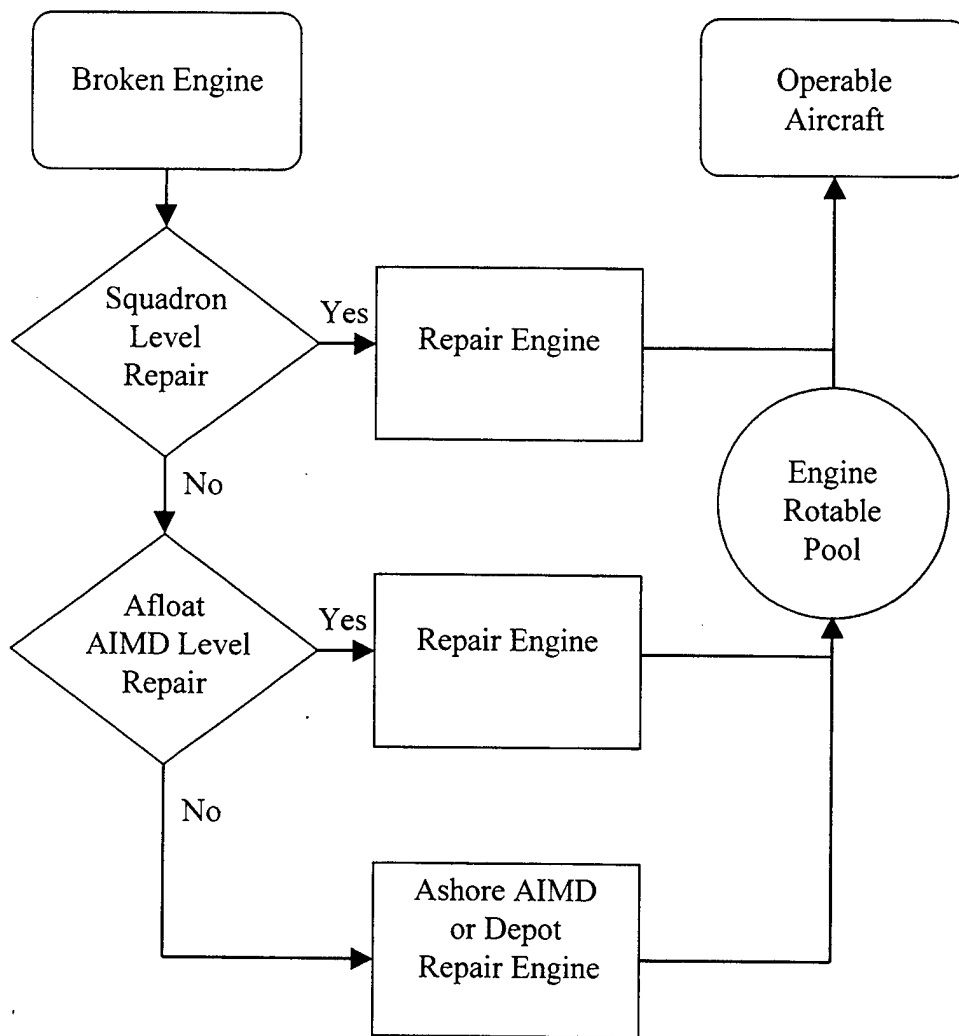 Broken Engine
Operable
Aircraft
Squadron
Level
Repair
Yes
Repair Engine
No
Engine
Rotable
Pool
Afloat
AIMD Level
Repair
Yes
Repair Engine
No
Ashore AIMD
or Depot
Repair Engine